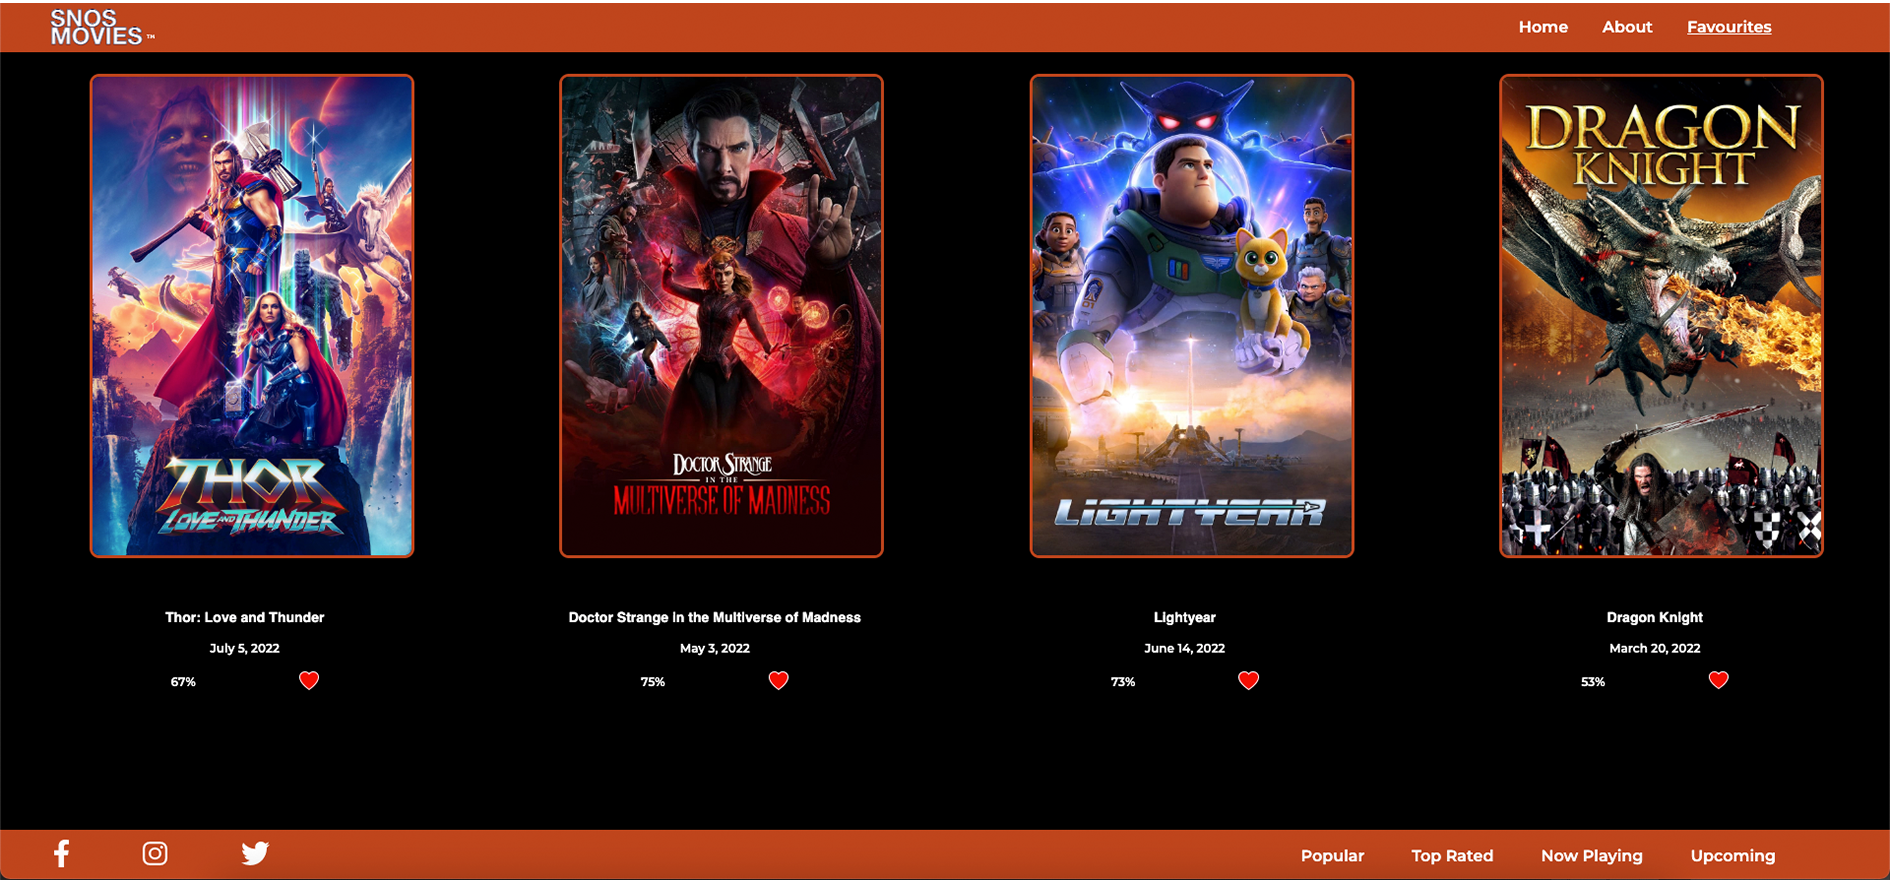 SNOS
MOVIES ™
Home About Favourites
THOR
LOVE AND THUNDER
DOCTOR STRANGE
IN THE
MULTIVERSE OF MADNESS
LIGHTYEAR
DRAGON
KNIGHT
Thor: Love and Thunder
July 5, 2022
67%
Doctor Strange in the Multiverse of Madness
May 3, 2022
75%
Lightyear
June 14, 2022
73%
Dragon Knight
March 20, 2022
53%
Popular Top Rated Now Playing Upcoming